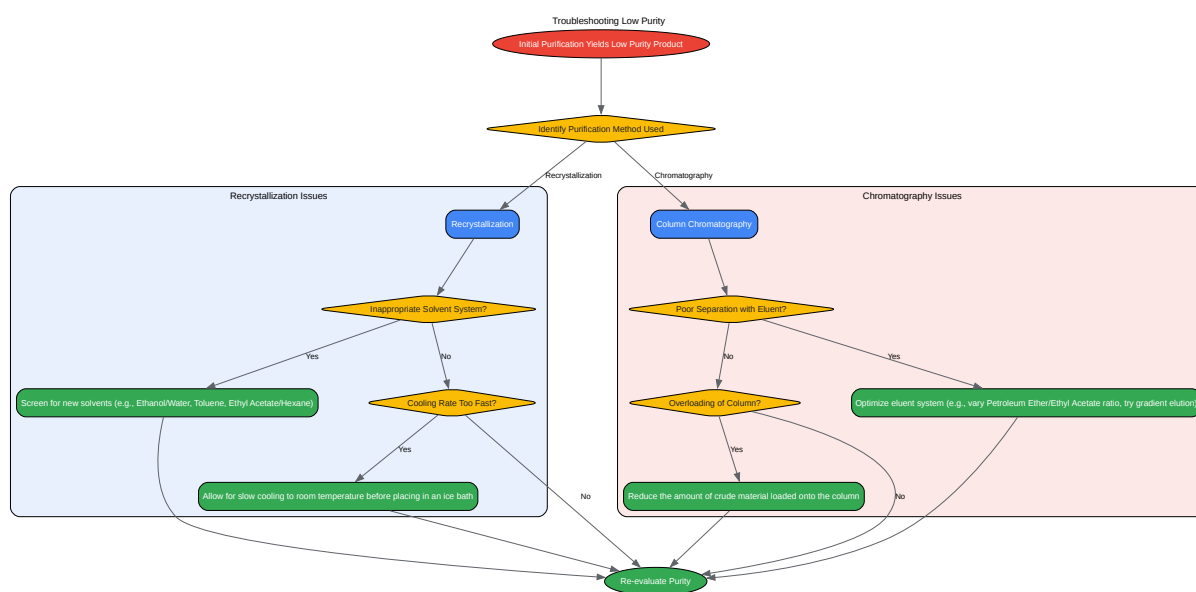 Troubleshooting Low Purity
Initial Purification Yields Low Purity Product
Identify Purification Method Used
Recrystallization
Chromatography
Recrystallization Issues
Chromatography Issues
Recrystallization
Column Chromatography
Inappropriate Solvent System?
Poor Separation with Eluent?
Yes
No
No
Yes
Screen for new solvents (e.g., Ethanol/Water, Toluene, Ethyl Acetate/Hexane)
Cooling Rate Too Fast?
Overloading of Column?
Optimize eluent system (e.g., vary Petroleum Ether/Ethyl Acetate ratio, try gradient elution)
Yes
Yes
Allow for slow cooling to room temperature before placing in an ice bath
No
Reduce the amount of crude material loaded onto the column
No
Re-evaluate Purity